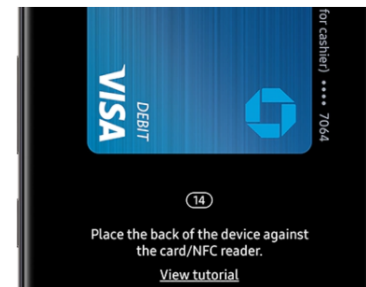 for cashier) •••• 7064
VISA
DEBIT
14
Place the back of the device against
the card/NFC reader.
View tutorial